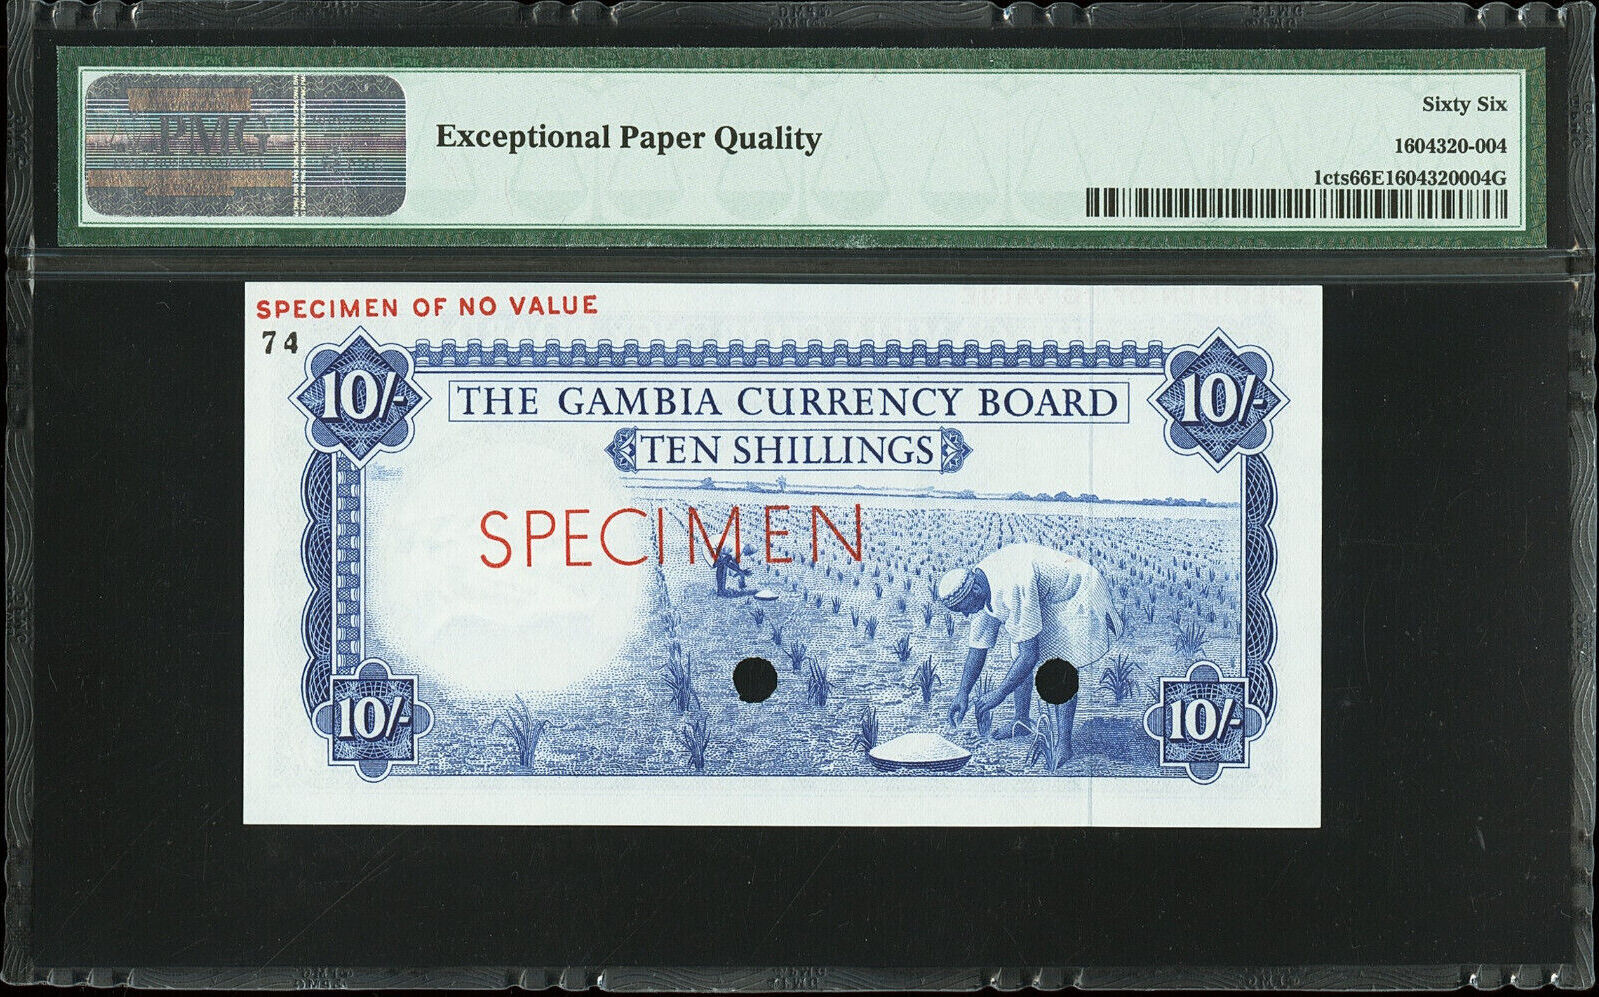 PMG
Exceptional Paper Quality
Sixty Six
1604320-004
1cts66E1604320004G
SPECIMEN OF NO VALUE
74
10/-
10/-
THE GAMBIA CURRENCY BOARD
TEN SHILLINGS
SPECIMEN
10/-
10/-